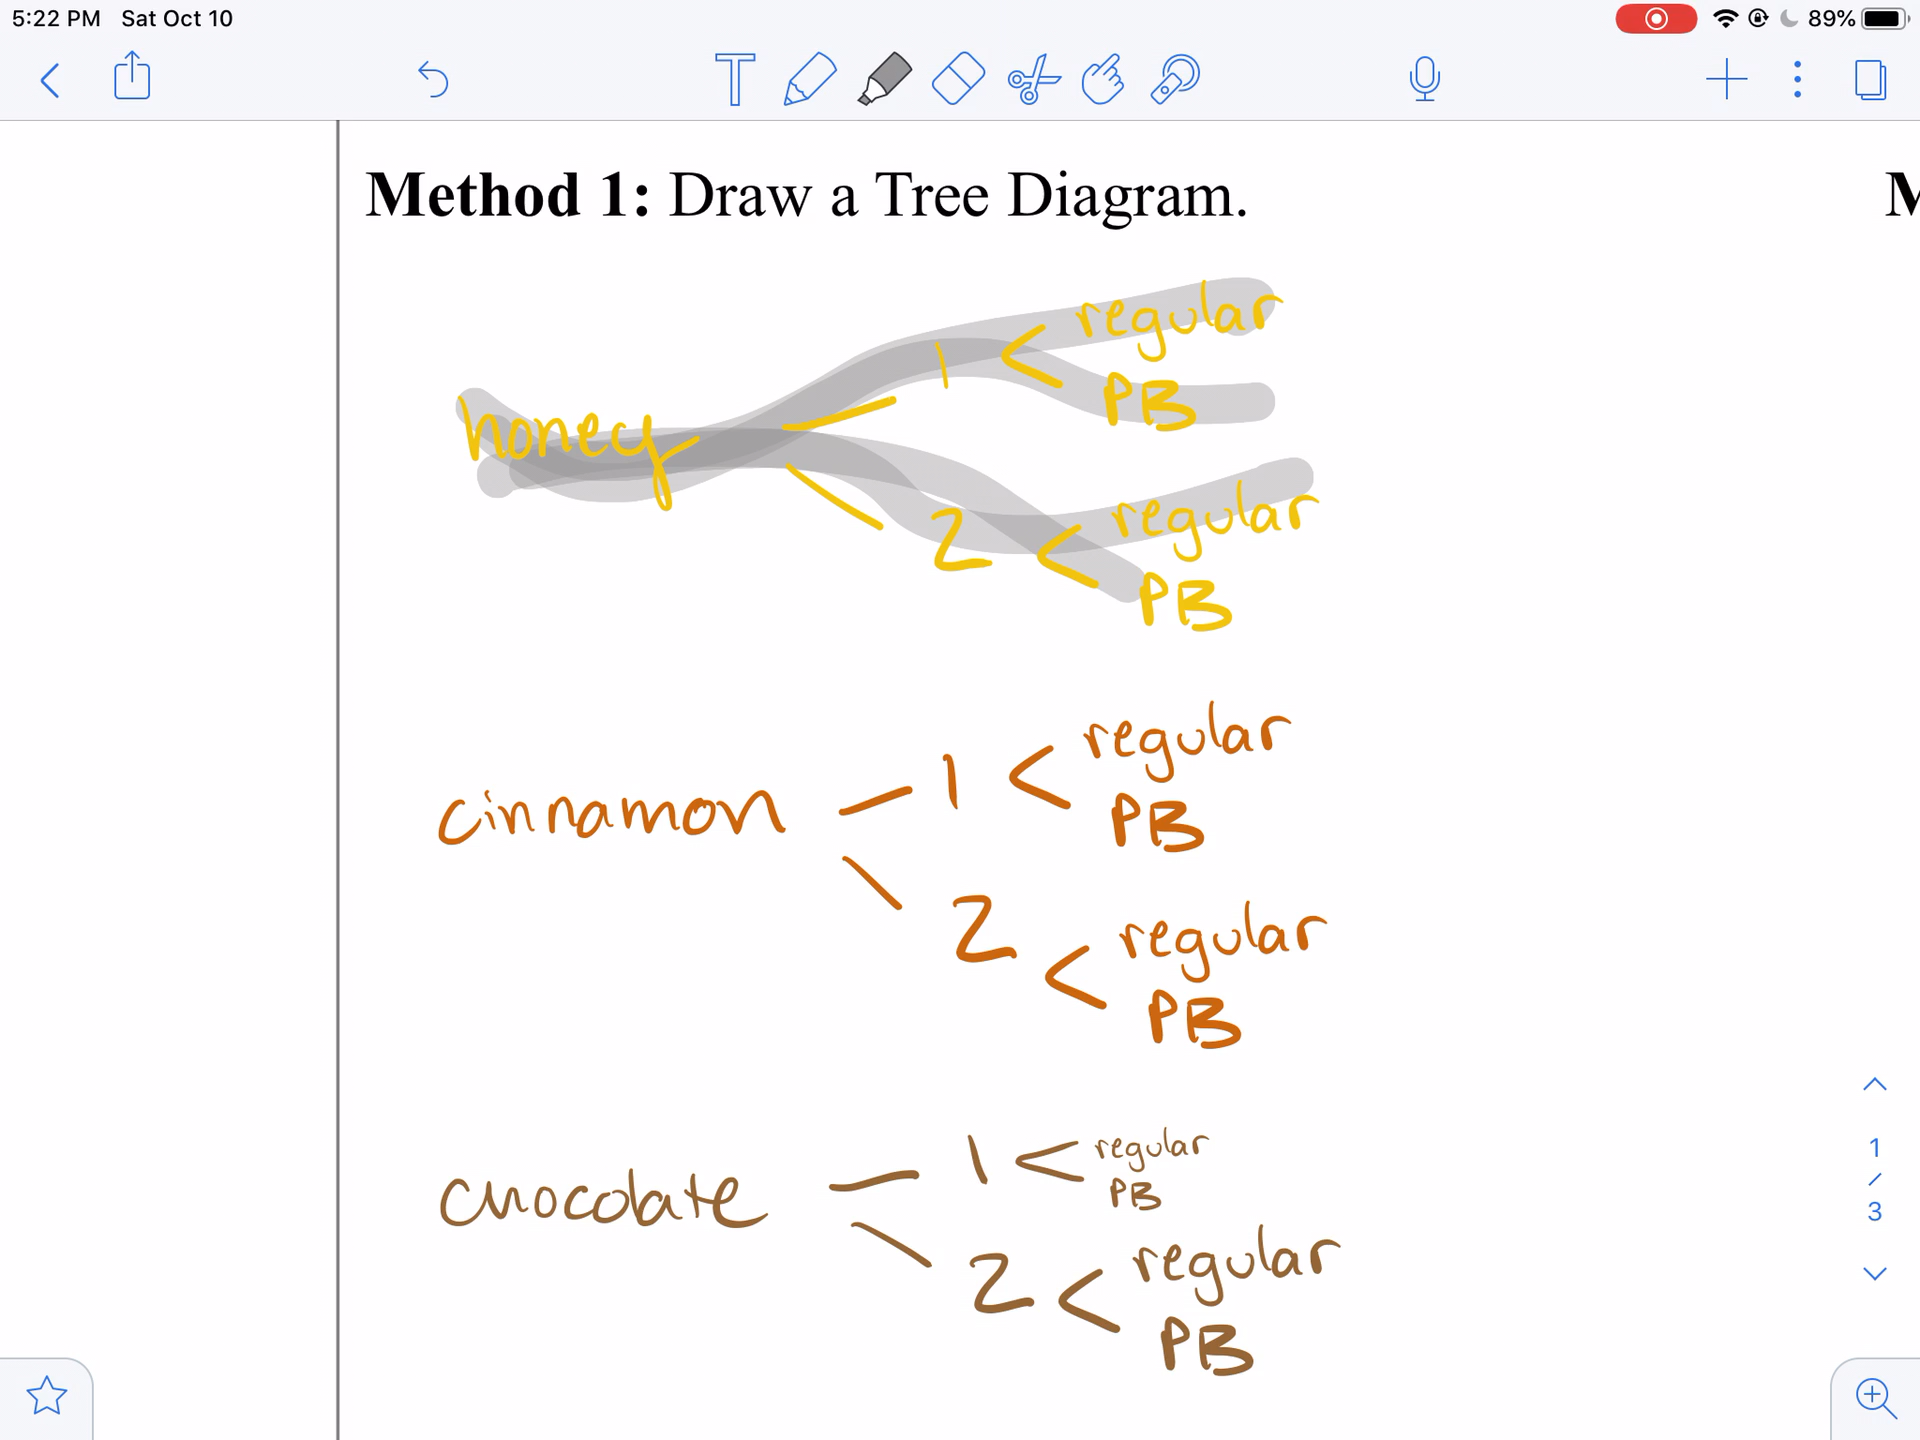 5:22 PM Sat Oct 10
89%
T
Method 1: Draw a Tree Diagram.
M
honey
1 < regular
PB
2 < regular
PB
cinnamon
1 < regular
PB
2 < regular
PB
chocolate
1 < regular
PB
2 < regular
PB
1
/
3